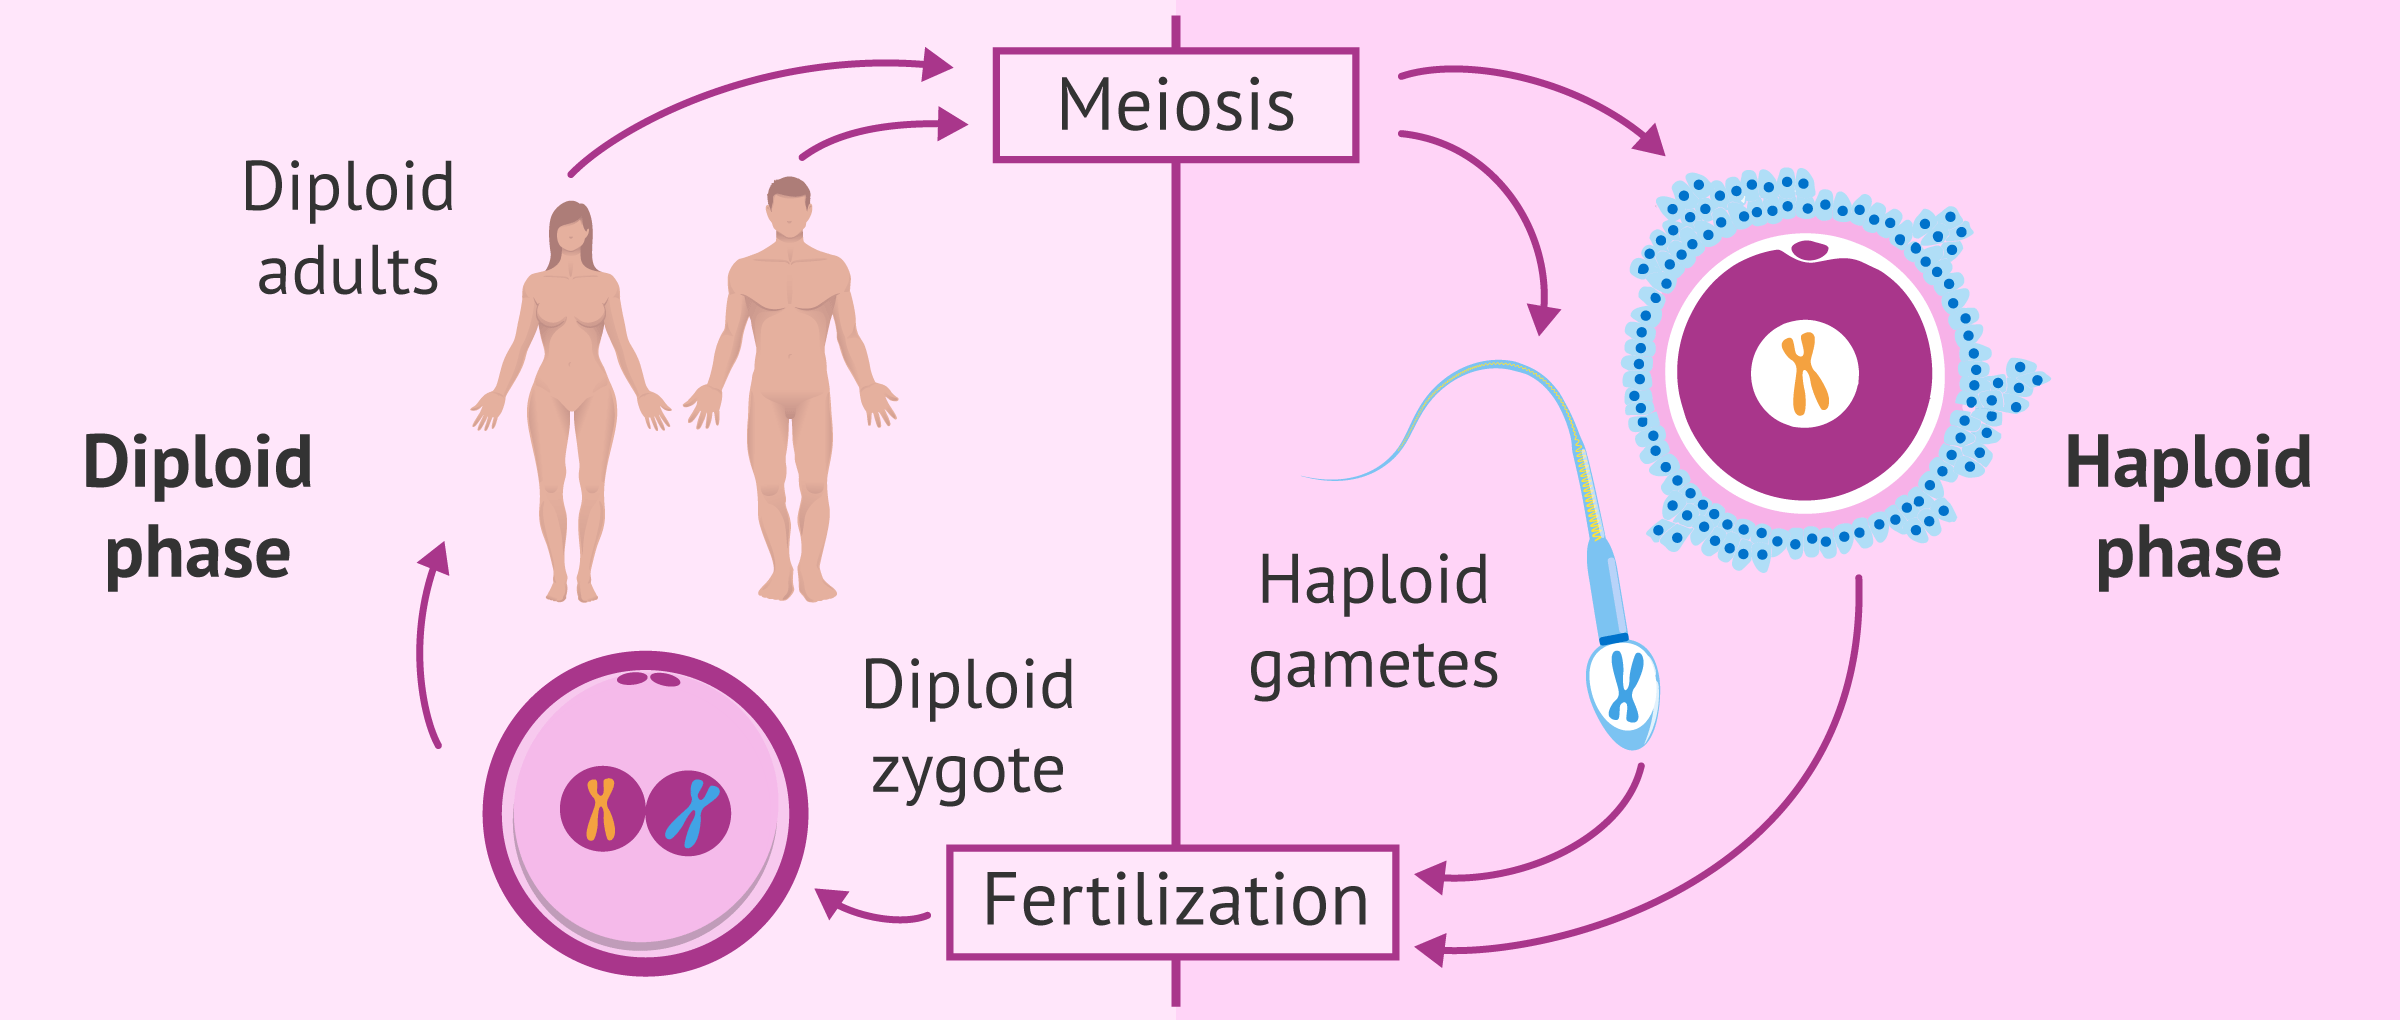 Meiosis
Diploid
adults
Diploid
phase
Haploid
phase
Haploid
gametes
Diploid
zygote
Fertilization